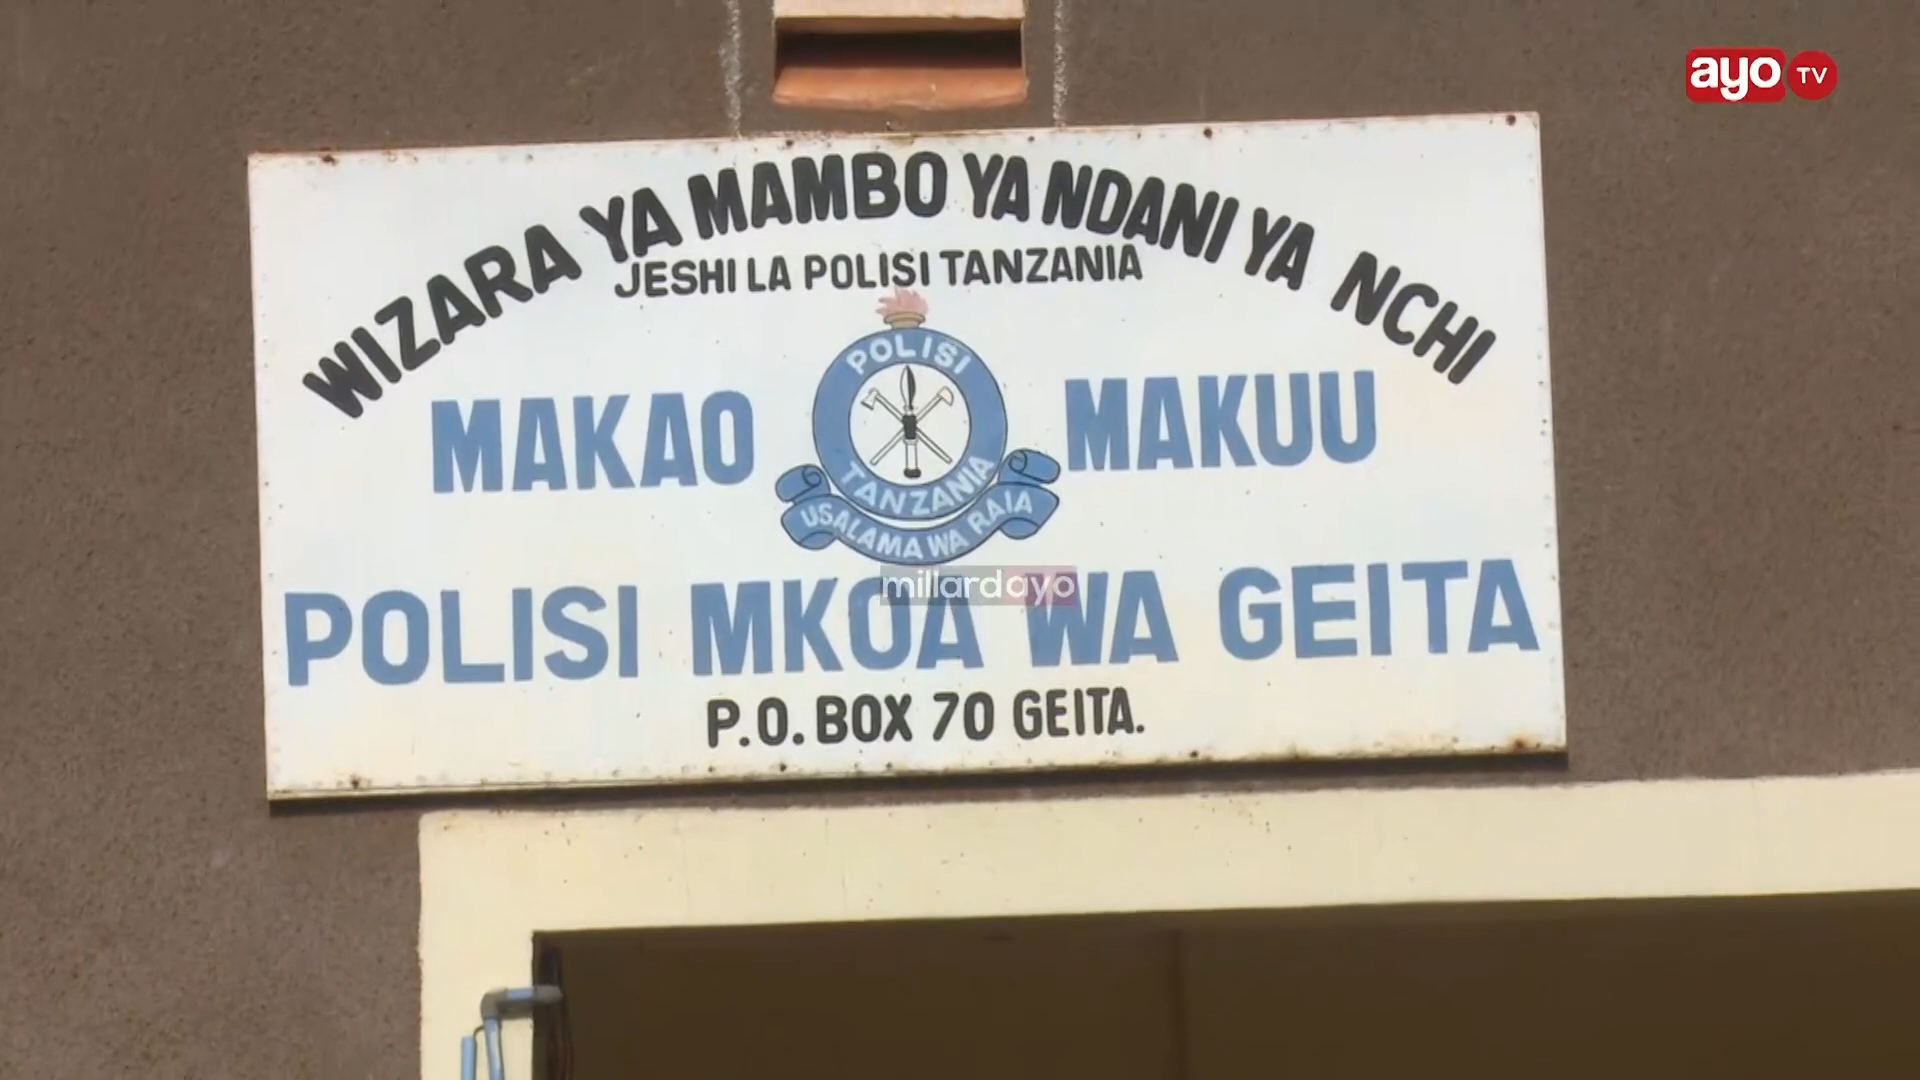 ayo TV
WIZARA YA MAMBO YA NDANI YA NCHI
JESHI LA POLISI TANZANIA
MAKAO MAKUU
POLISI
TANZANIA
USALAMA WA RAIA
millardayo
POLISI MKOA WA GEITA
P.O. BOX 70 GEITA.